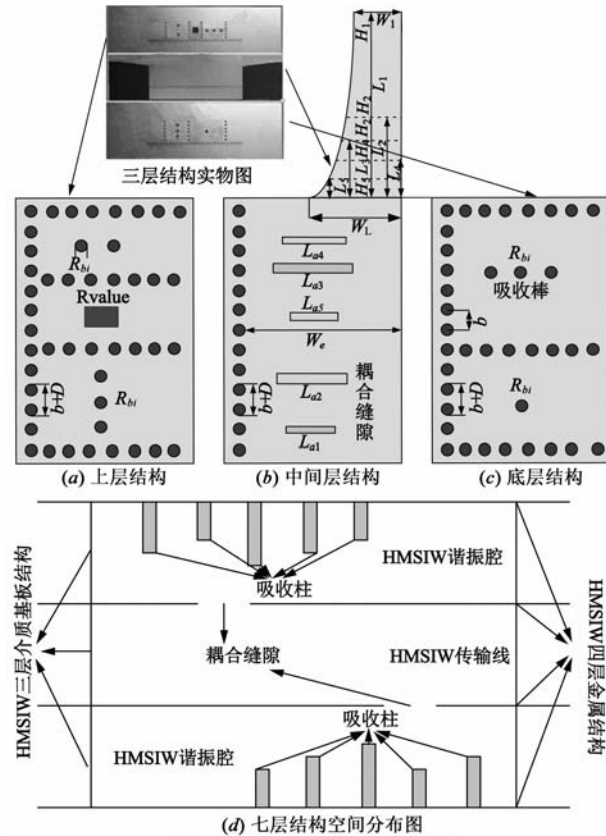 三层结构实物图
W1
H1
L1
H2
H2
L2
H4
L3
L4
L5
H5
WL
Rbi
Rvalue
b+D
Rbi
(a) 上层结构
La4
La3
La5
We
La2
耦合缝隙
b+D
La1
(b) 中间层结构
Rbi
吸收棒
b
b+D
Rbi
(c) 底层结构
HMSIW三层介质基板结构
HMSIW谐振腔
吸收柱
耦合缝隙
HMSIW传输线
吸收柱
HMSIW谐振腔
HMSIW四层金属结构
(d) 七层结构空间分布图